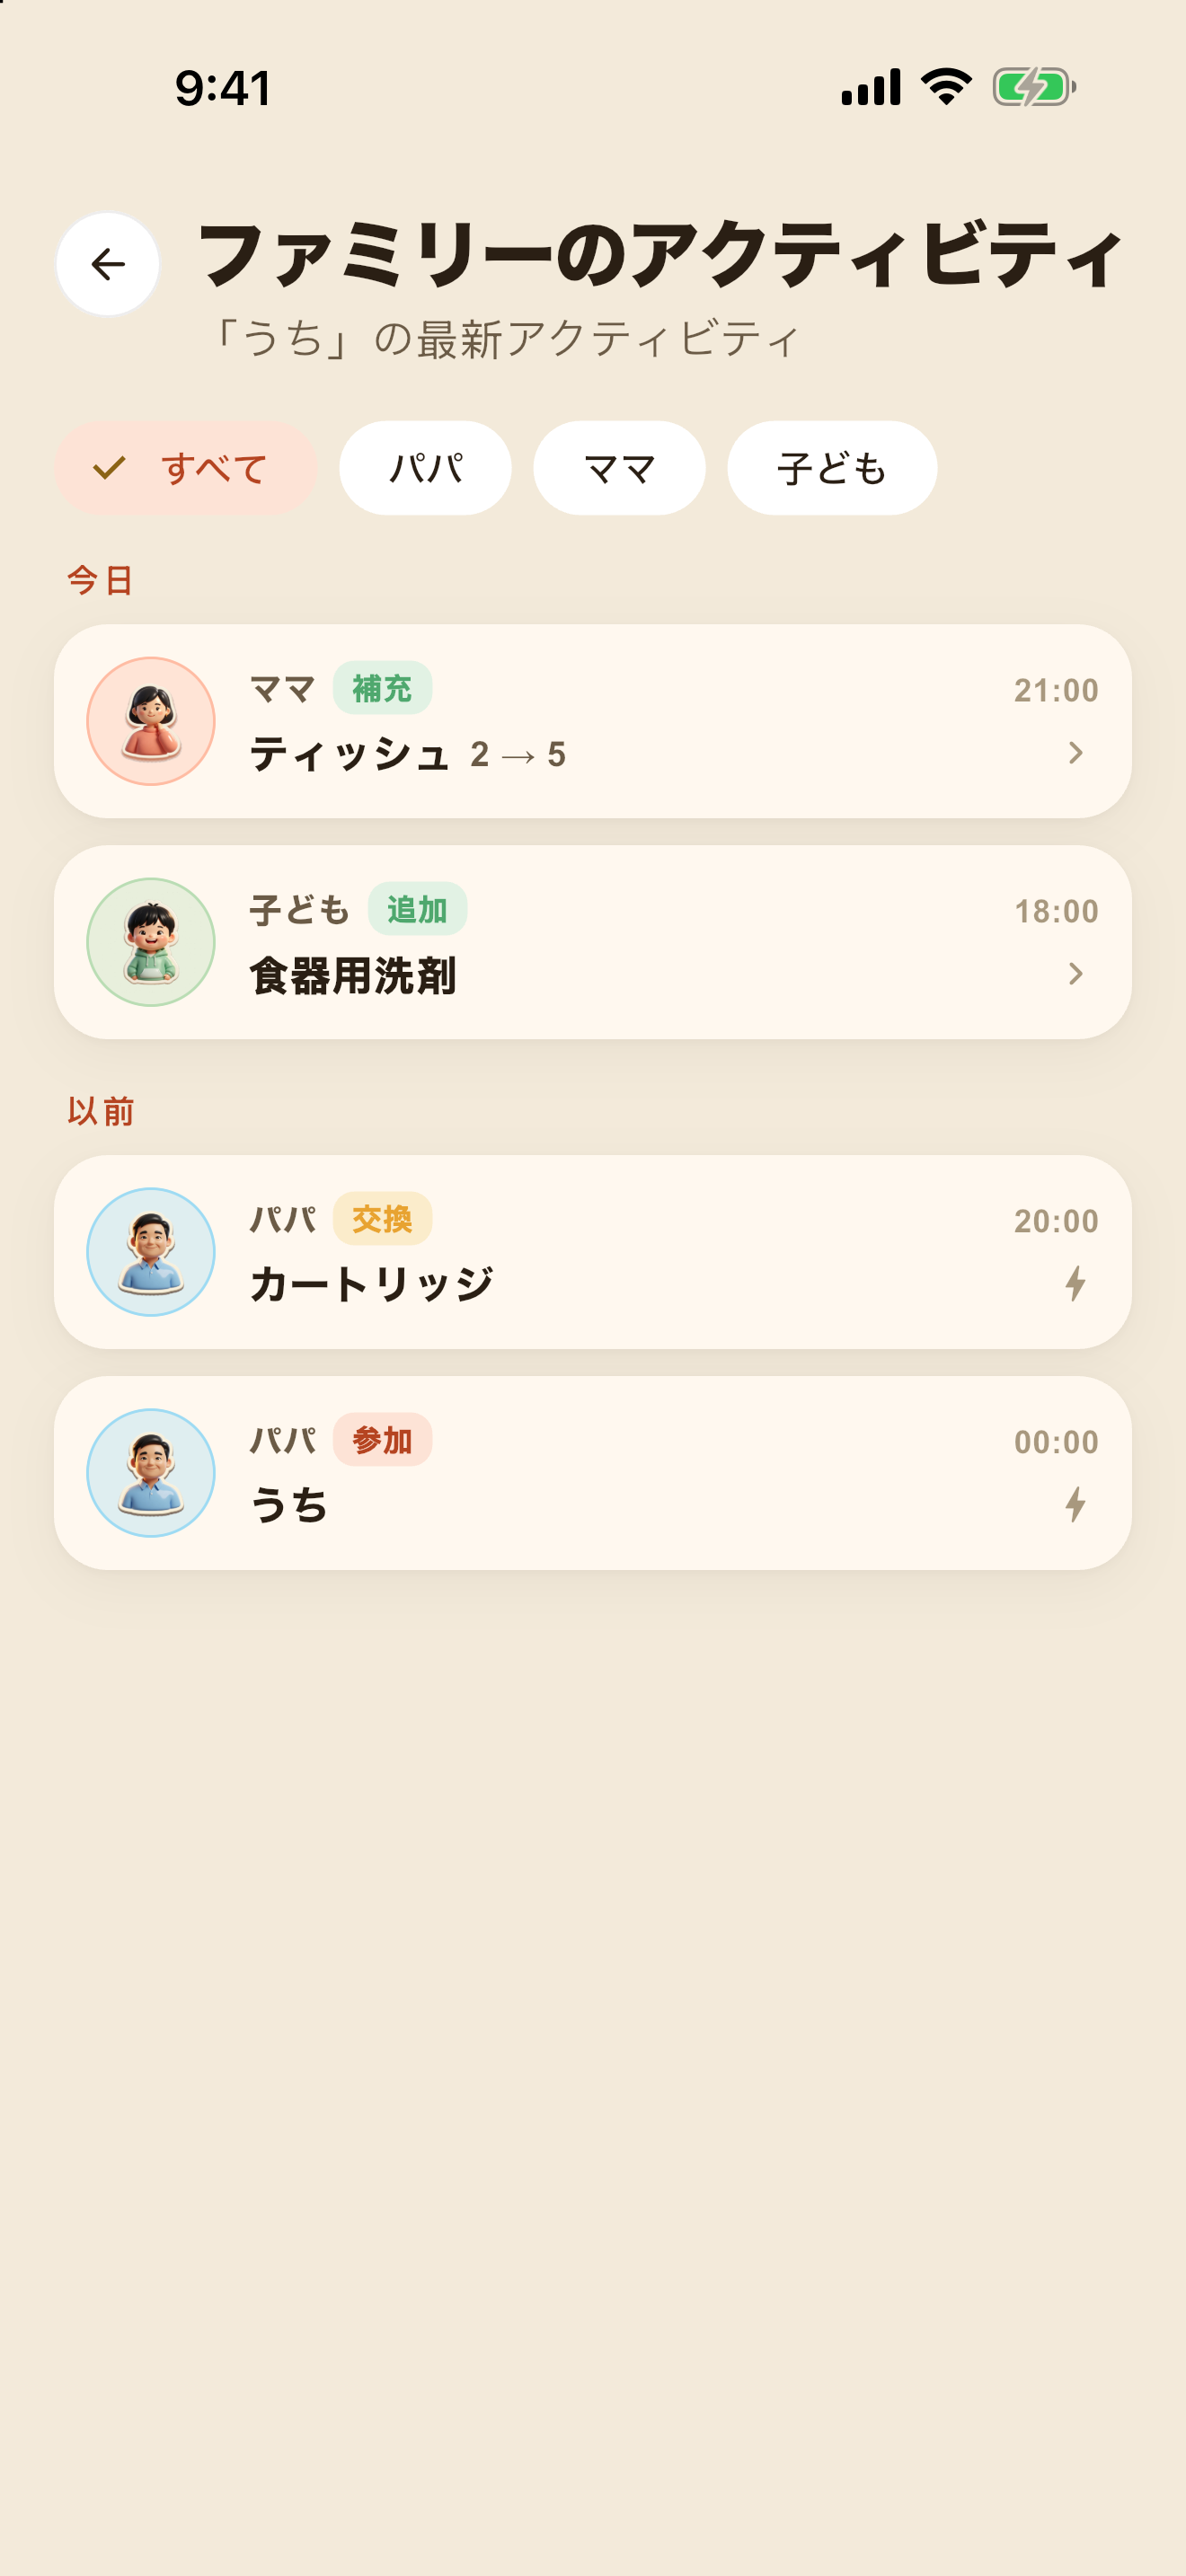 9:41
ファミリーのアクティビティ
「うち」の最新アクティビティ
すべて パパ ママ 子ども
今日
ママ 補充 21:00
ティッシュ 2 → 5
子ども 追加 18:00
食器用洗剤
以前
パパ 交換 20:00
カートリッジ
パパ 参加 00:00
うち